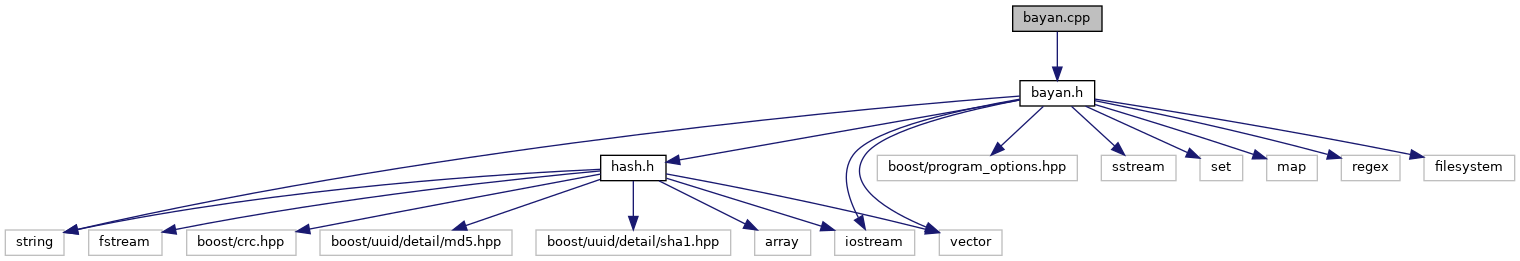 bayan.cpp
bayan.h
hash.h
boost/program_options.hpp
sstream
set
map
regex
filesystem
string
fstream
boost/crc.hpp
boost/uuid/detail/md5.hpp
boost/uuid/detail/sha1.hpp
array
iostream
vector